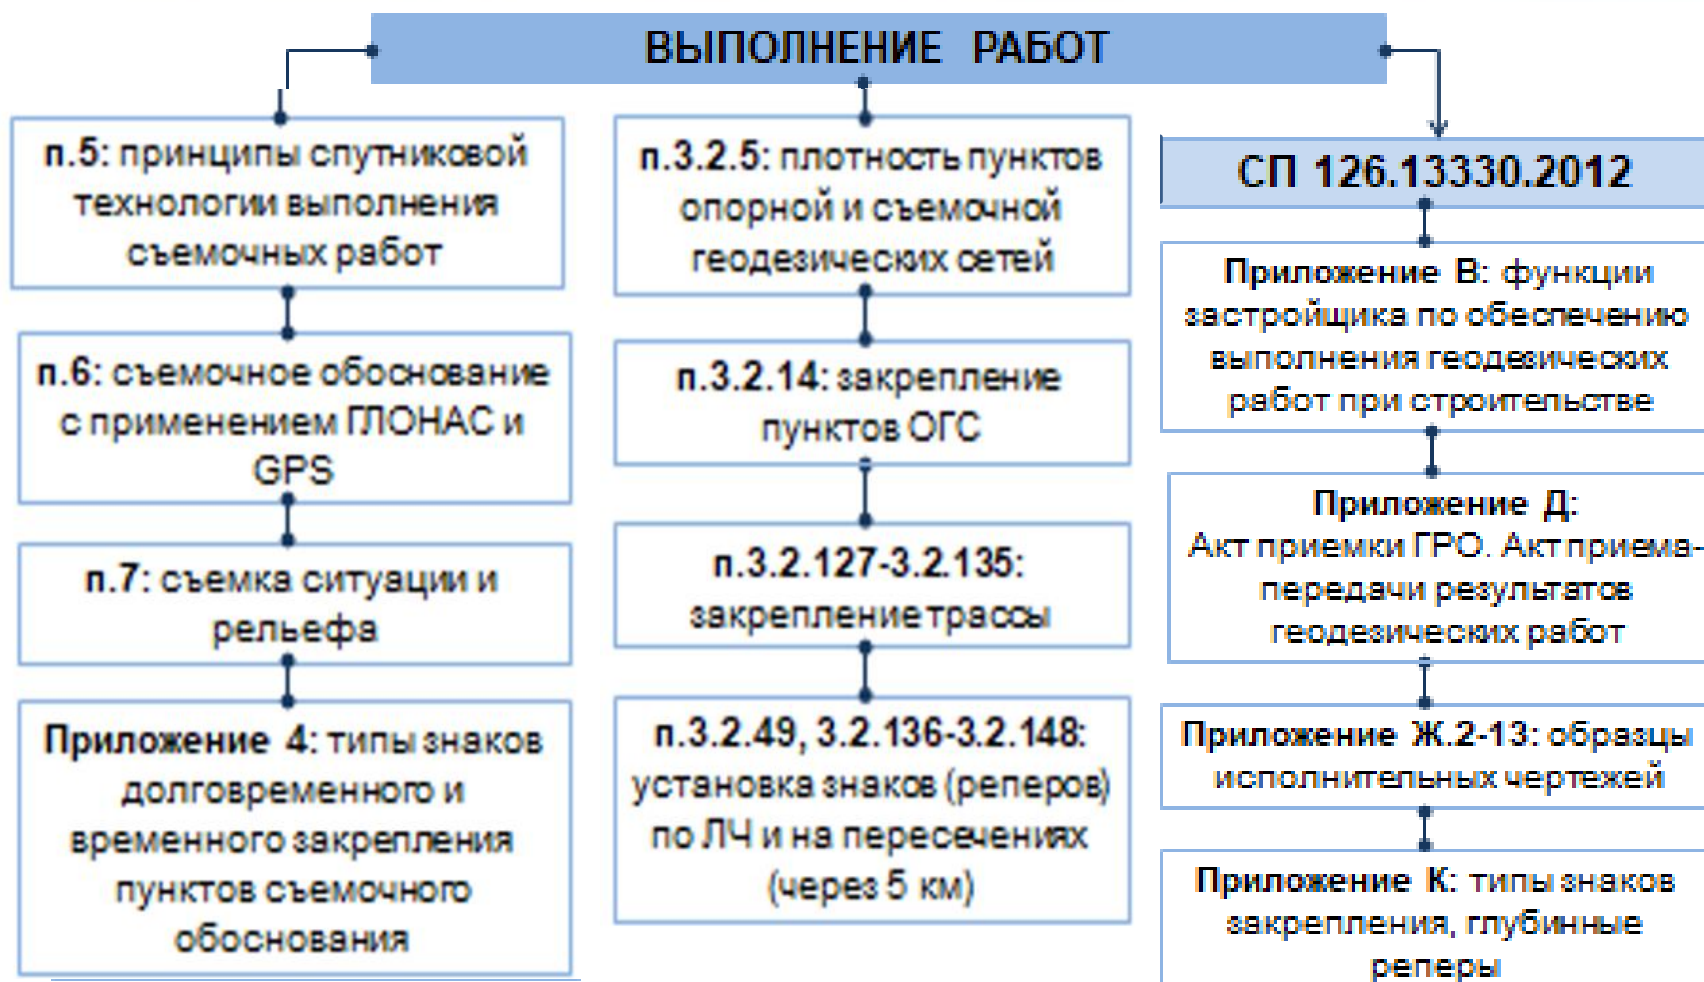 ВЫПОЛНЕНИЕ РАБОТ
п.5: принципы спутниковой
технологии выполнения
съемочных работ
п.6: съемочное обоснование
с применением ГЛОНАС и
GPS
п.7: съемка ситуации и
рельефа
Приложение 4: типы знаков
долговременного и
временного закрепления
пунктов съемочного
обоснования
п.3.2.5: плотность пунктов
опорной и съемочной
геодезических сетей
п.3.2.14: закрепление
пунктов ОГС
п.3.2.127-3.2.135:
закрепление трассы
п.3.2.49, 3.2.136-3.2.148:
установка знаков (реперов)
по ЛЧ и на пересечениях
(через 5 км)
СП 126.13330.2012
Приложение В: функции
застройщика по обеспечению
выполнения геодезических
работ при строительстве
Приложение Д:
Акт приемки ГРО. Акт приема-
передачи результатов
геодезических работ
Приложение Ж.2-13: образцы
исполнительных чертежей
Приложение К: типы знаков
закрепления, глубинные
реперы